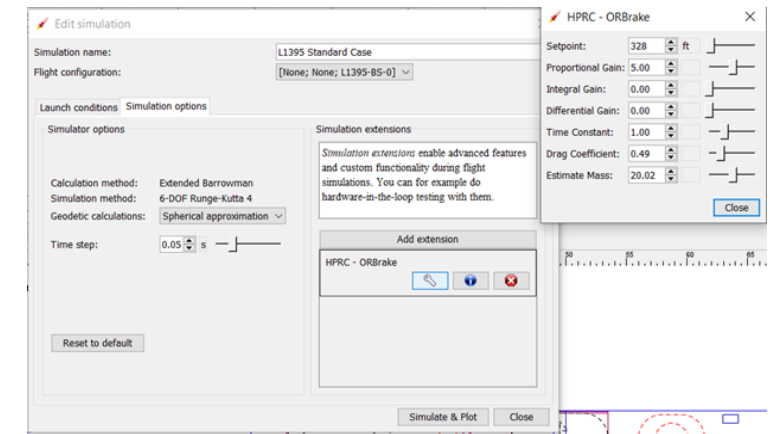 Edit simulation
Simulation name:
L1395 Standard Case
Flight configuration:
[None; None; L1395-BS-0]
Launch conditions
Simulation options
Simulator options
Calculation method:
Extended Barrowman
Simulation method:
6-DOF Runge-Kutta 4
Geodetic calculations:
Spherical approximation
Time step:
0.05
s
Reset to default
Simulation extensions
Simulation extensions enable advanced features
and custom functionality during flight
simulations. You can for example do
hardware-in-the-loop testing with them.
Add extension
HPRC - ORBrake
Simulate & Plot
Close
HPRC - ORBrake
Setpoint:
328
ft
Proportional Gain:
5.00
Integral Gain:
0.00
Differential Gain:
0.00
Time Constant:
1.00
Drag Coefficient:
0.49
Estimate Mass:
20.02
Close
50
55
60
65